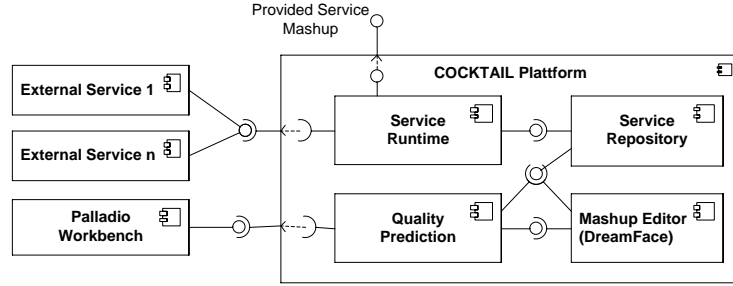 Provided Service
Mashup
COCKTAIL Plattform
External Service 1
Service
Runtime
Service
Repository
External Service n
Palladio
Workbench
Quality
Prediction
Mashup Editor
(DreamFace)